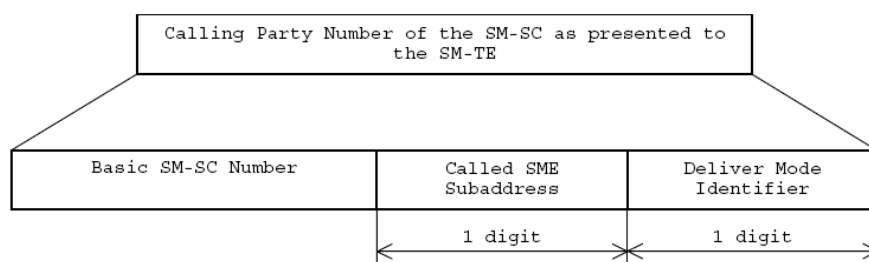 Calling Party Number of the SM-SC as presented to
the SM-TE
Basic SM-SC Number
Called SME
Subaddress
Deliver Mode
Identifier
1 digit
1 digit